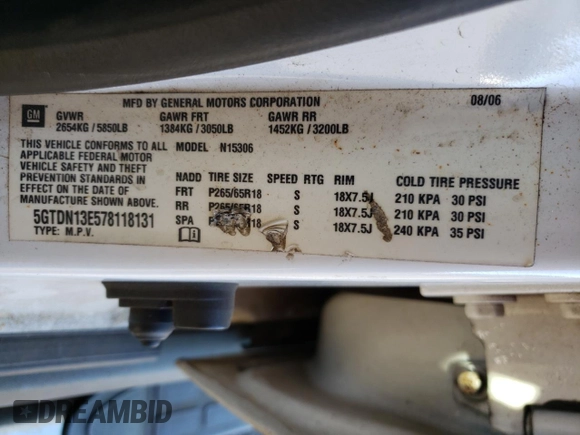 MFD BY GENERAL MOTORS CORPORATION 08/06
GM
GVWR GAWR FRT GAWR RR
2654KG / 5850LB 1384KG / 3050LB 1452KG / 3200LB
THIS VEHICLE CONFORMS TO ALL
APPLICABLE FEDERAL MOTOR
VEHICLE SAFETY AND THEFT
PREVENTION STANDARDS IN
EFFECT ON THE DATE OF
MANUFACTURE SHOWN ABOVE.
5GTDN13E578118131
TYPE: M.P.V.
MODEL N15306
NADD TIRE SIZE SPEED RTG RIM COLD TIRE PRESSURE
FRT P265/65R18 S 18X7.5J 210 KPA 30 PSI
RR P265/65R18 S 18X7.5J 210 KPA 30 PSI
SPA S 18X7.5J 240 KPA 35 PSI
DREAMBID